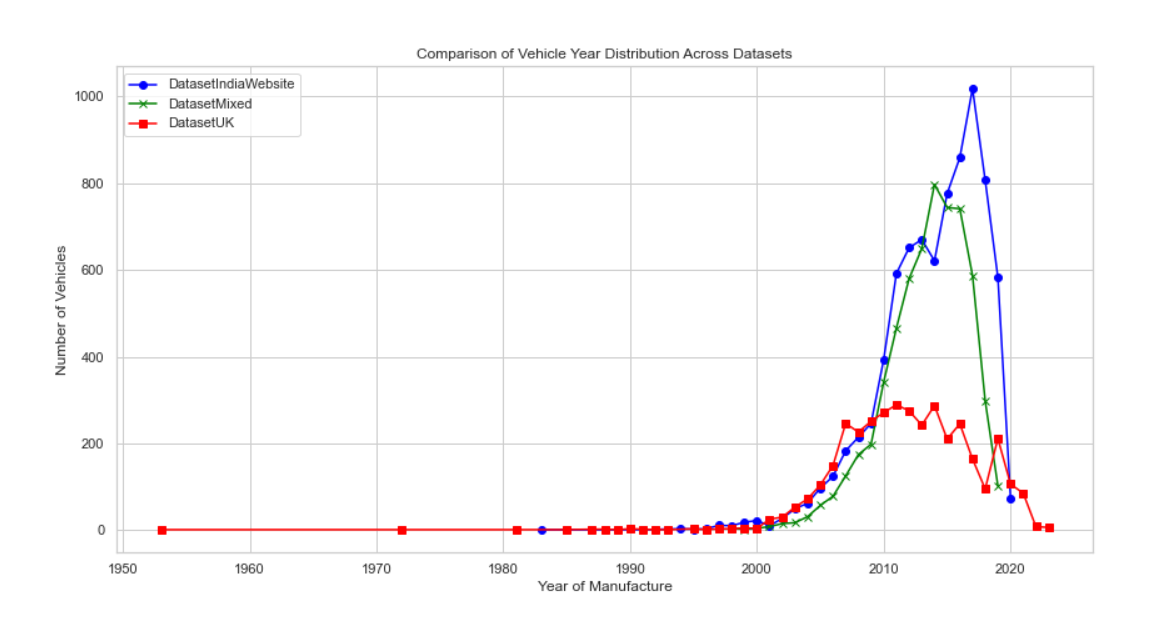 Comparison of Vehicle Year Distribution Across Datasets
DatasetIndiaWebsite
DatasetMixed
DatasetUK
1000
800
600
400
200
0
Number of Vehicles
1950 1960 1970 1980 1990 2000 2010 2020
Year of Manufacture